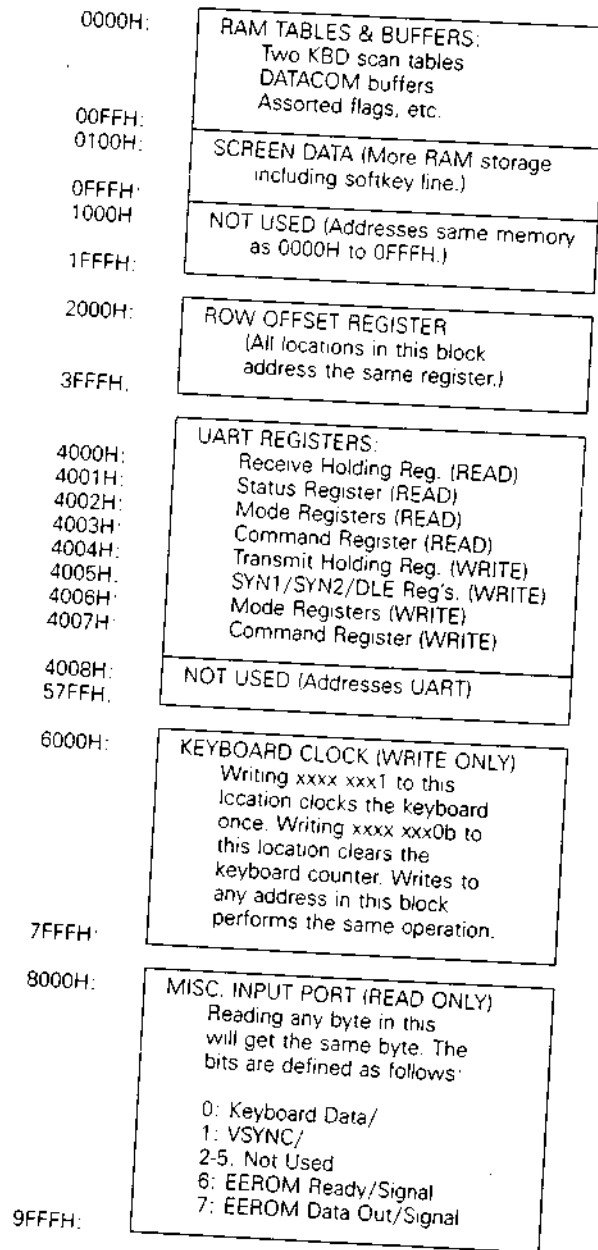 0000H: RAM TABLES & BUFFERS:
Two KBD scan tables
DATACOM buffers
Assorted flags, etc.
00FFH:
0100H: SCREEN DATA (More RAM storage
including softkey line.)
0FFFH:
1000H NOT USED (Addresses same memory
as 0000H to 0FFFH.)
1FFFH:
2000H: ROW OFFSET REGISTER
(All locations in this block
address the same register.)
3FFFH.
UART REGISTERS:
4000H: Receive Holding Reg. (READ)
4001H: Status Register (READ)
4002H: Mode Registers (READ)
4003H: Command Register (READ)
4004H: Transmit Holding Reg. (WRITE)
4005H. SYN1/SYN2/DLE Reg's. (WRITE)
4006H: Mode Registers (WRITE)
4007H: Command Register (WRITE)
4008H: NOT USED (Addresses UART)
57FFH.
6000H: KEYBOARD CLOCK (WRITE ONLY)
Writing xxxx xxx1 to this
location clocks the keyboard
once. Writing xxxx xxx0b to
this location clears the
keyboard counter. Writes to
any address in this block
performs the same operation.
7FFFH:
8000H: MISC. INPUT PORT (READ ONLY)
Reading any byte in this
will get the same byte. The
bits are defined as follows:
0: Keyboard Data/
1: VSYNC/
2-5. Not Used
6: EEROM Ready/Signal
7: EEROM Data Out/Signal
9FFFH: